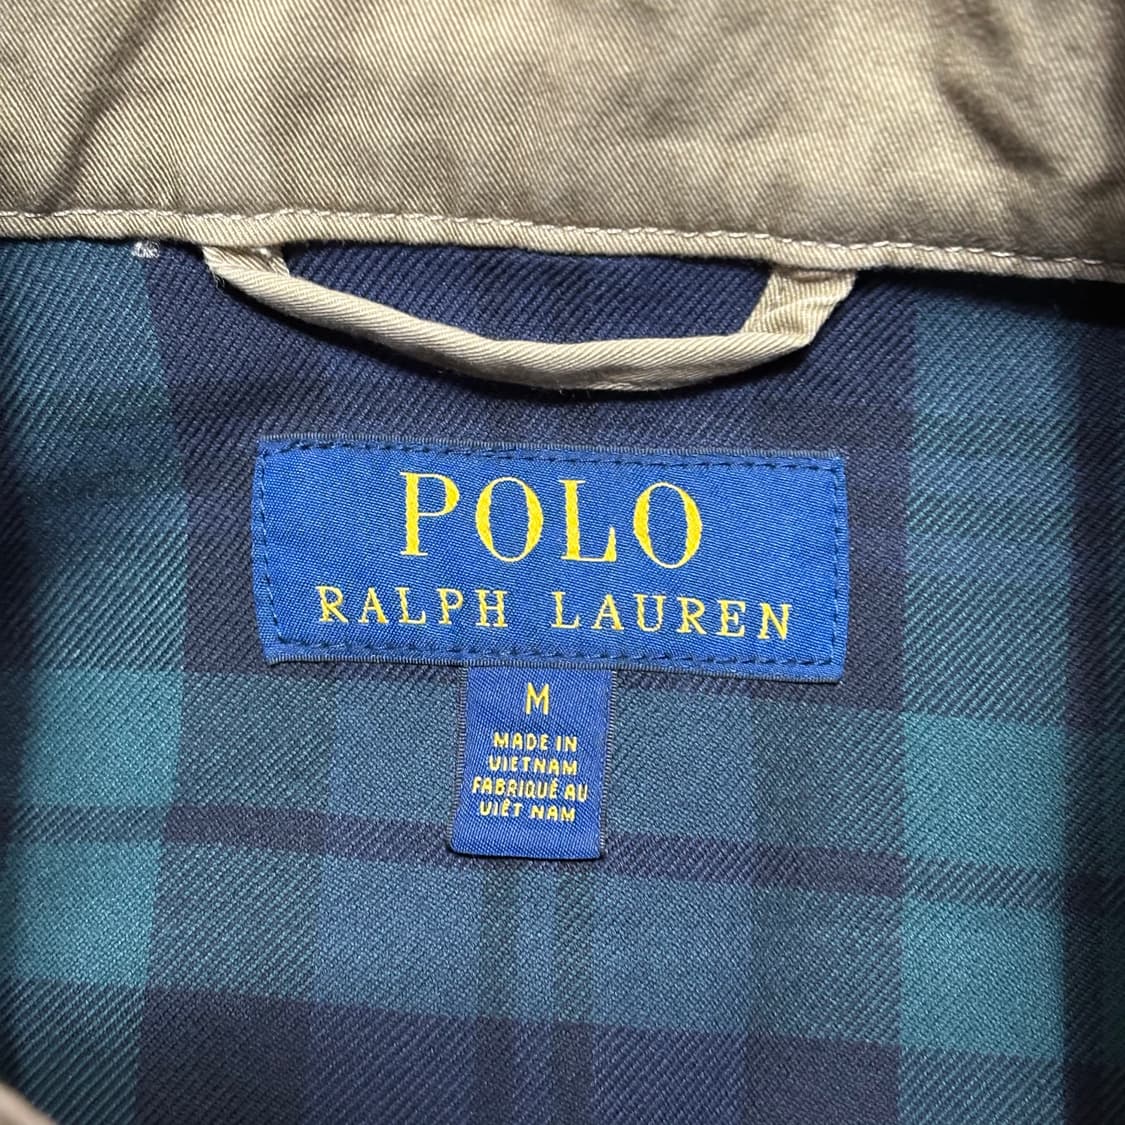 POLO
RALPH LAUREN
M
MADE IN
VIETNAM
FABRIQUÉ AU
VIÊT NAM